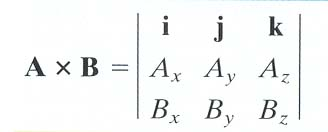 i j k
A × B = A_x A_y A_z
B_x B_y B_z